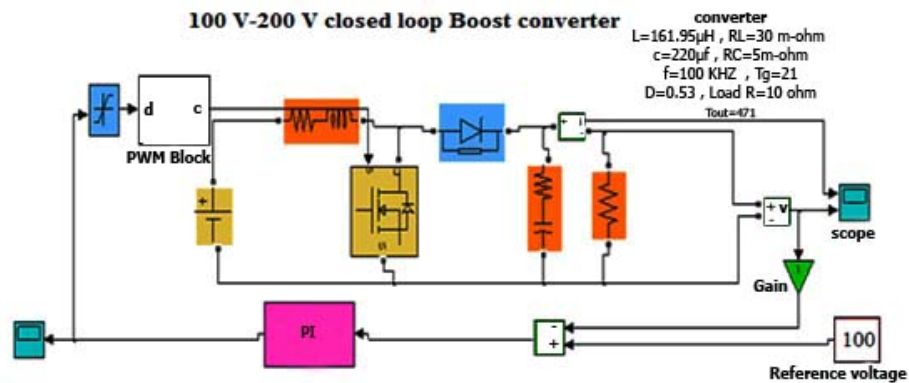 100 V-200 V closed loop Boost converter
converter
L=161.95µH , RL=30 m-ohm
c=220µf , RC=5m-ohm
f=100 KHZ , Tg=21
D=0.53 , Load R=10 ohm
Tout=471
d c
PWM Block
+
g
S
+ i
-
+ v
-
scope
Gain
1
PI
-
+
100
Reference voltage